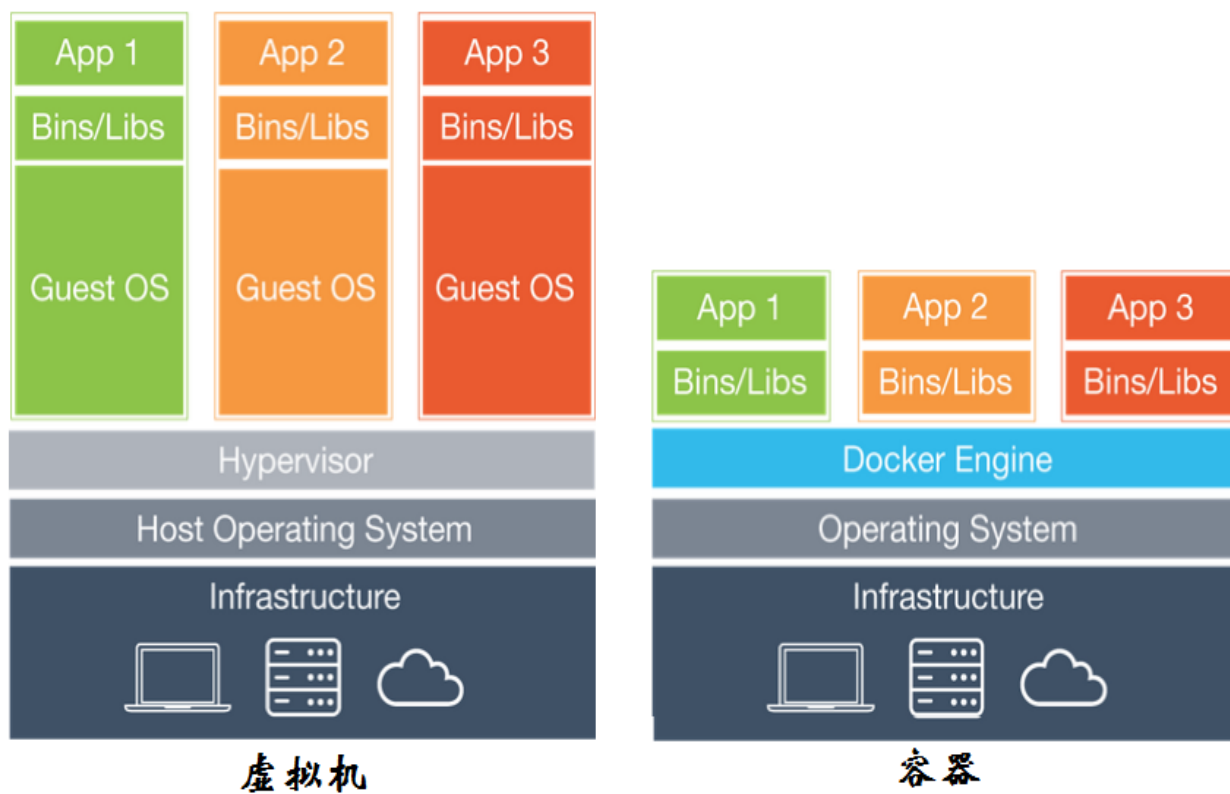 App 1
App 2
App 3
Bins/Libs
Bins/Libs
Bins/Libs
Guest OS
Guest OS
Guest OS
Hypervisor
Host Operating System
Infrastructure
虚拟机
App 1
App 2
App 3
Bins/Libs
Bins/Libs
Bins/Libs
Docker Engine
Operating System
Infrastructure
容器